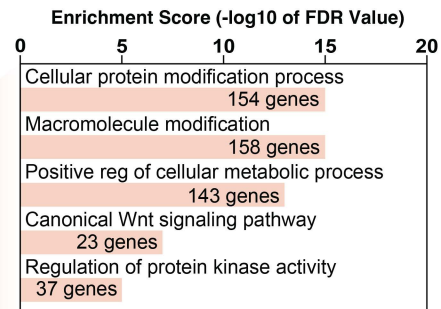 Enrichment Score (-log10 of FDR Value)
0 5 10 15 20
Cellular protein modification process
154 genes
Macromolecule modification
158 genes
Positive reg of cellular metabolic process
143 genes
Canonical Wnt signaling pathway
23 genes
Regulation of protein kinase activity
37 genes